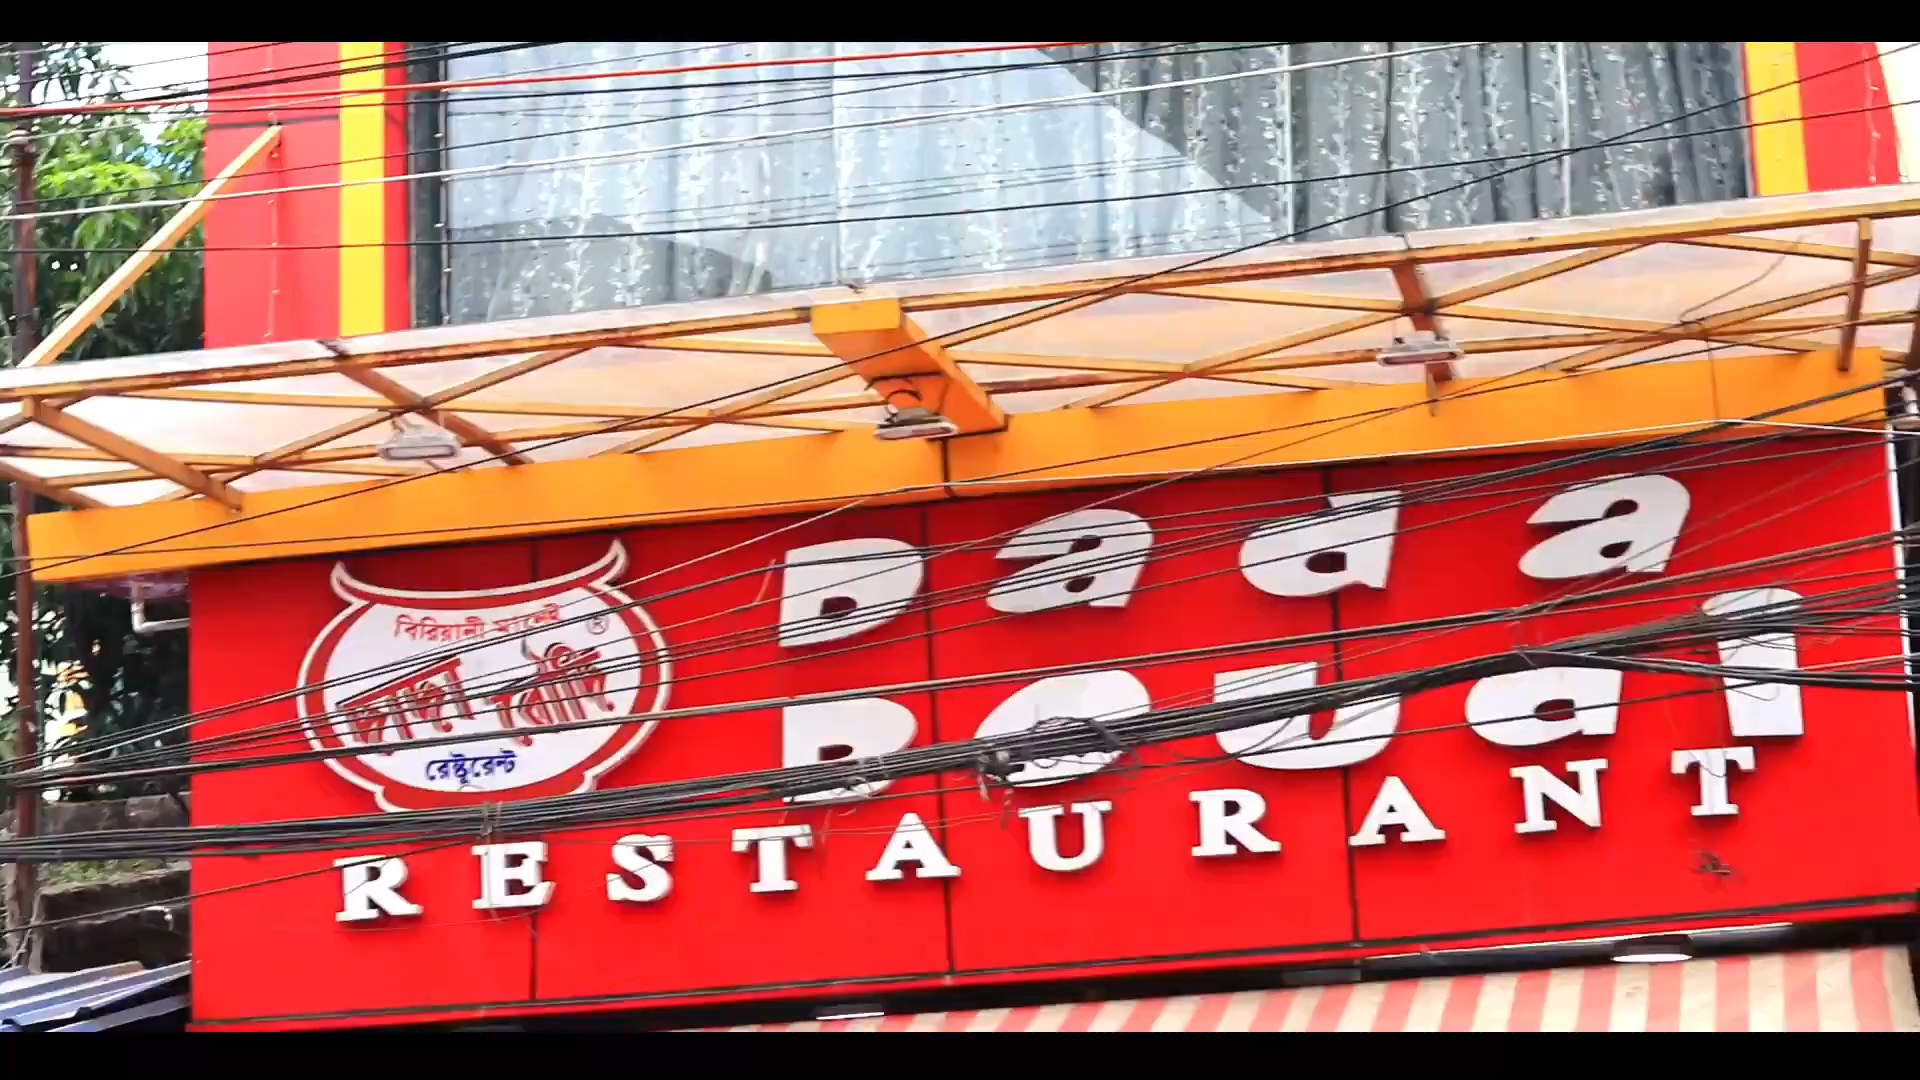 বিরিয়ানী মানেই ®
দাদা বৌদি
রেস্টুরেন্ট
Dada
Boudi
RESTAURANT